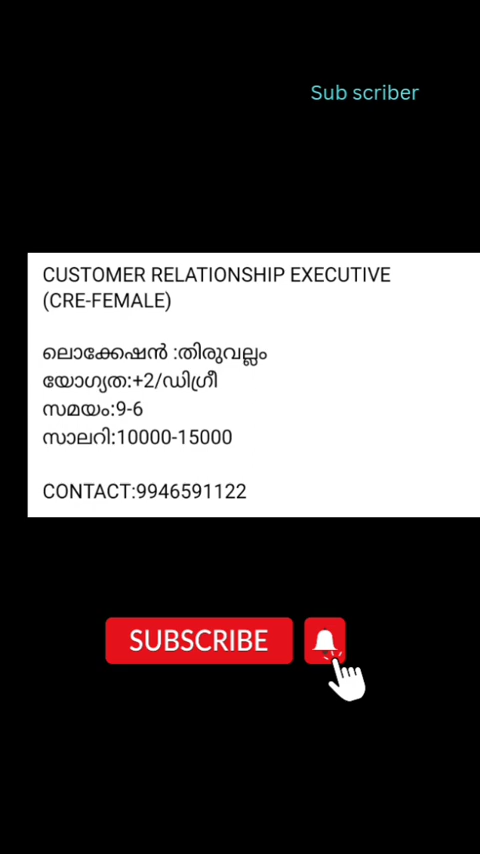 Sub scriber
CUSTOMER RELATIONSHIP EXECUTIVE
(CRE-FEMALE)
ലൊക്കേഷൻ :തിരുവല്ലം
യോഗ്യത:+2/ഡിഗ്രീ
സമയം:9-6
സാലറി:10000-15000
CONTACT:9946591122
SUBSCRIBE